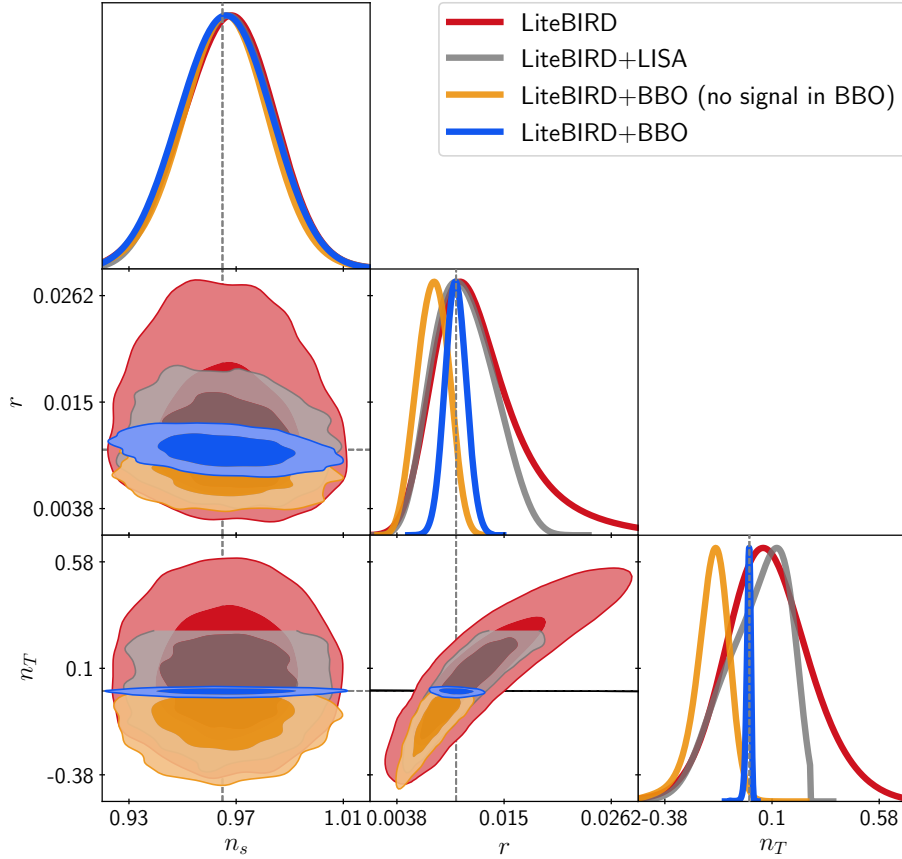 LiteBIRD
LiteBIRD+LISA
LiteBIRD+BBO (no signal in BBO)
LiteBIRD+BBO
0.0262
0.015
0.0038
r
0.58
0.1
-0.38
n_T
0.93 0.97 1.01 0.0038 0.015 0.0262 -0.38 0.1 0.58
n_s r n_T